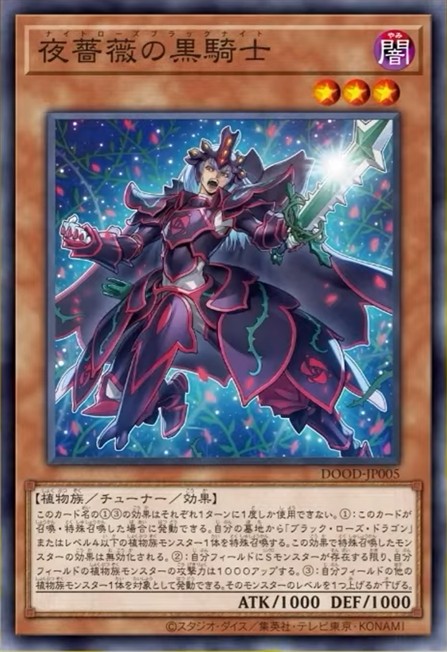 ナイトローズブラックナイト
夜薔薇の黒騎士
やみ
闇
DOOD-JP005
【植物族／チューナー／効果】
このカード名の①③の効果はそれぞれ1ターンに1度しか使用できない。①：このカードが
召喚・特殊召喚した場合に発動できる。自分の墓地から「ブラック・ローズ・ドラゴン」
またはレベル4以下の植物族モンスター1体を特殊召喚する。この効果で特殊召喚したモ
ンスターの効果は無効化される。②：自分フィールドにSモンスターが存在する限り、自分
フィールドのモンスターの攻撃力は1000アップする。③：自分フィールドの他の
植物族モンスター1体を対象として発動できる。そのモンスターのレベルを1つ上げるか下げる。
ATK/1000 DEF/1000
©スタジオ・ダイス／集英社・テレビ東京・KONAMI